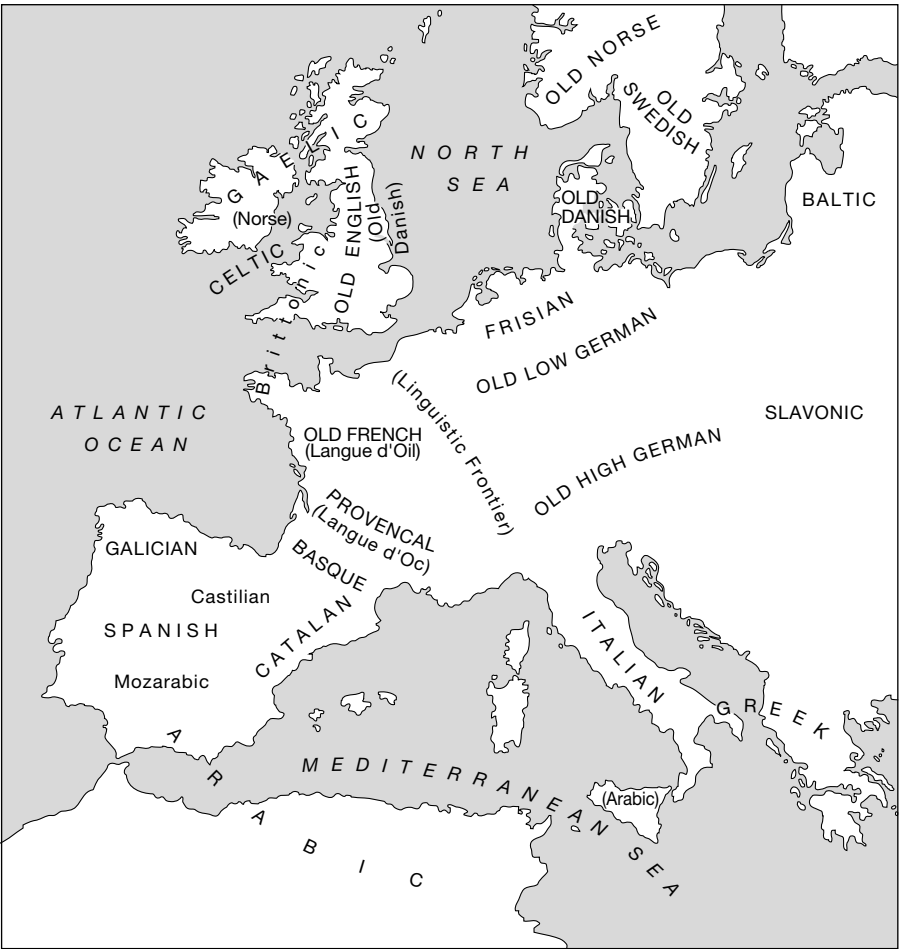 OLD NORSE
OLD
SWEDISH
GAELIC
NORTH
SEA
(Norse)
OLD ENGLISH
(Old
Danish)
OLD
DANISH
BALTIC
CELTIC
Brittonic
FRISIAN
OLD LOW GERMAN
(Linguistic Frontier)
ATLANTIC
OCEAN
SLAVONIC
OLD FRENCH
(Langue d'Oil)
OLD HIGH GERMAN
PROVENCAL
(Langue d'Oc)
GALICIAN
BASQUE
Castilian
CATALAN
SPANISH
ITALIAN
Mozarabic
GREEK
MEDITERRANEAN SEA
(Arabic)
ARABIC